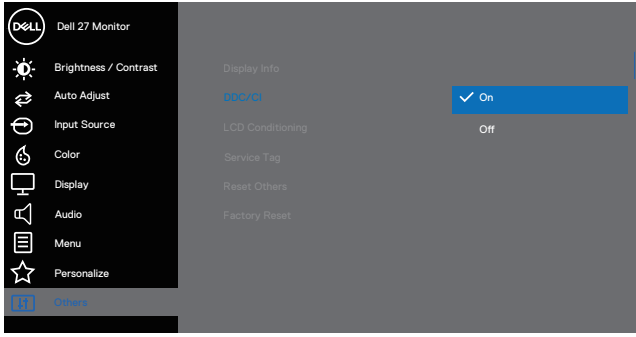 DELL
Dell 27 Monitor
Brightness / Contrast
Auto Adjust
Input Source
Color
Display
Audio
Menu
Personalize
Others
Display Info
DDC/CI
LCD Conditioning
Service Tag
Reset Others
Factory Reset
On
Off